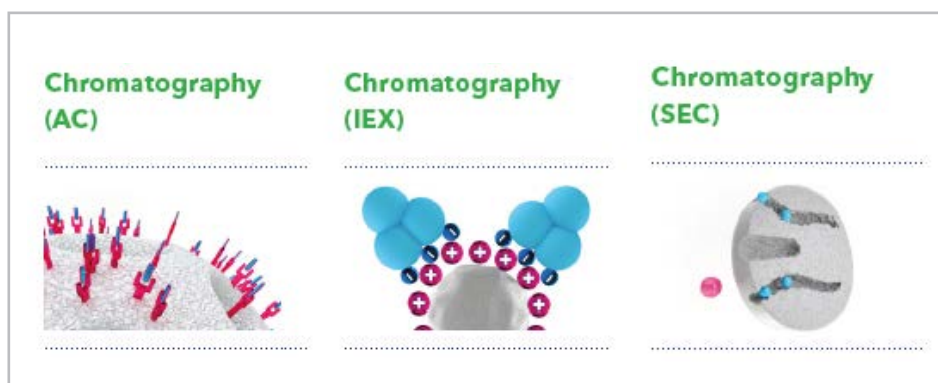 Chromatography
(AC)
Chromatography
(IEX)
Chromatography
(SEC)
+ + + + + + + +
- - - - - -